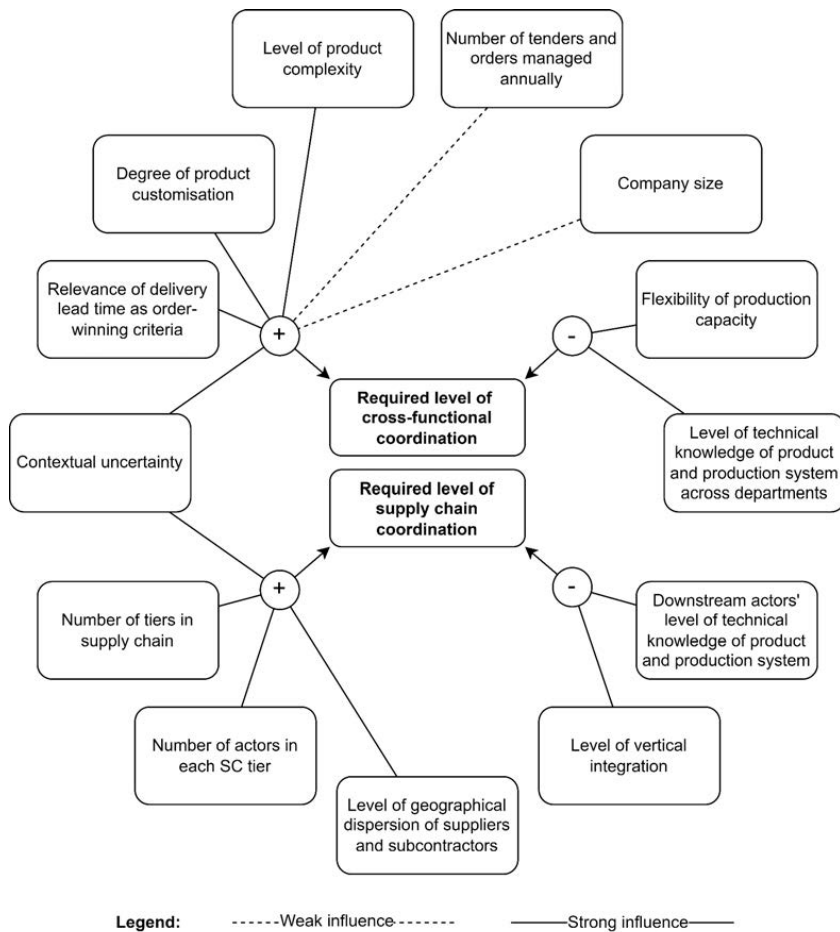 Level of product
complexity
Number of tenders and
orders managed
annually
Degree of product
customisation
Company size
Relevance of delivery
lead time as order-
winning criteria
+
-
Flexibility of production
capacity
Required level of
cross-functional
coordination
Contextual uncertainty
Level of technical
knowledge of product
and production system
across departments
Required level of
supply chain
coordination
+
-
Number of tiers in
supply chain
Downstream actors'
level of technical
knowledge of product
and production system
Number of actors in
each SC tier
Level of vertical
integration
Level of geographical
dispersion of suppliers
and subcontractors
Legend: Weak influence Strong influence